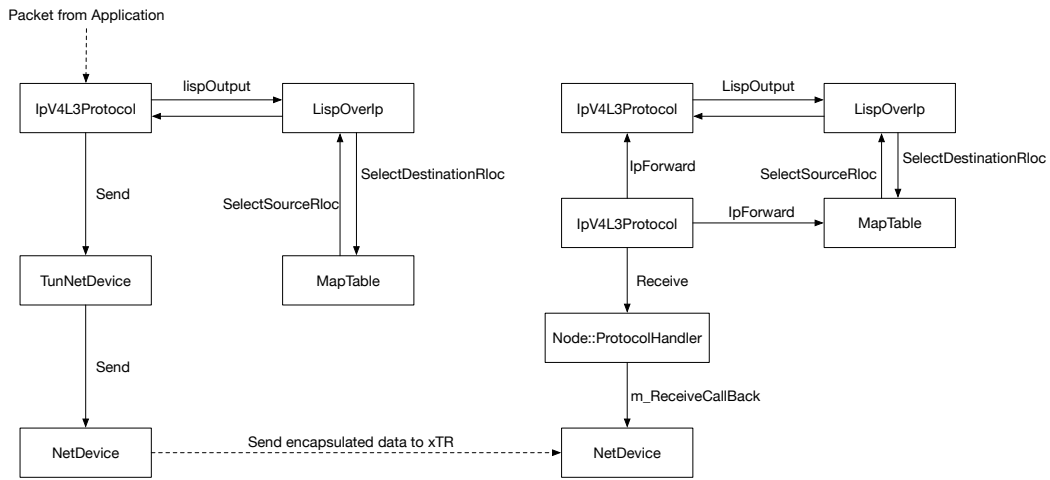 Packet from Application
IpV4L3Protocol
lispOutput
LispOverIp
Send
SelectDestinationRloc
SelectSourceRloc
TunNetDevice
MapTable
Send
NetDevice
Send encapsulated data to xTR
IpV4L3Protocol
LispOutput
LispOverIp
IpForward
SelectDestinationRloc
SelectSourceRloc
IpV4L3Protocol
IpForward
MapTable
Receive
Node::ProtocolHandler
m_ReceiveCallBack
NetDevice